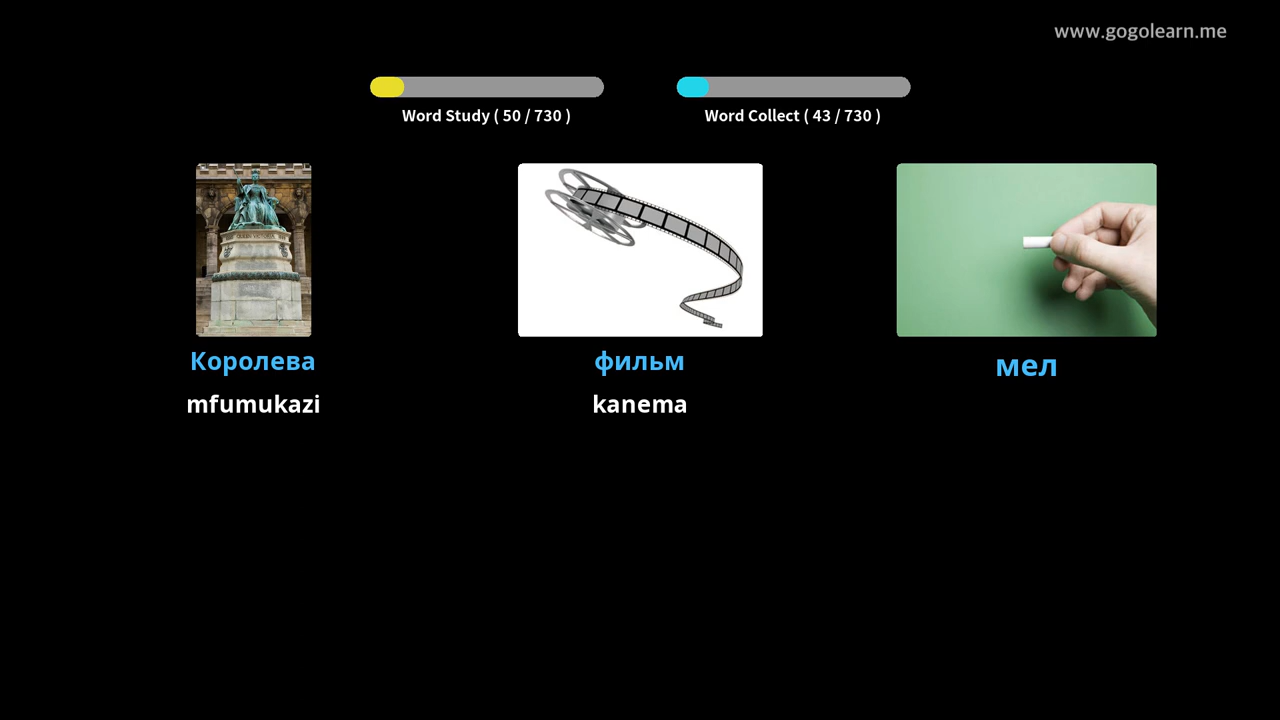 www.gogolearn.me
Word Study ( 50 / 730 )
Word Collect ( 43 / 730 )
Королева
фильм
мел
mfumukazi
kanema